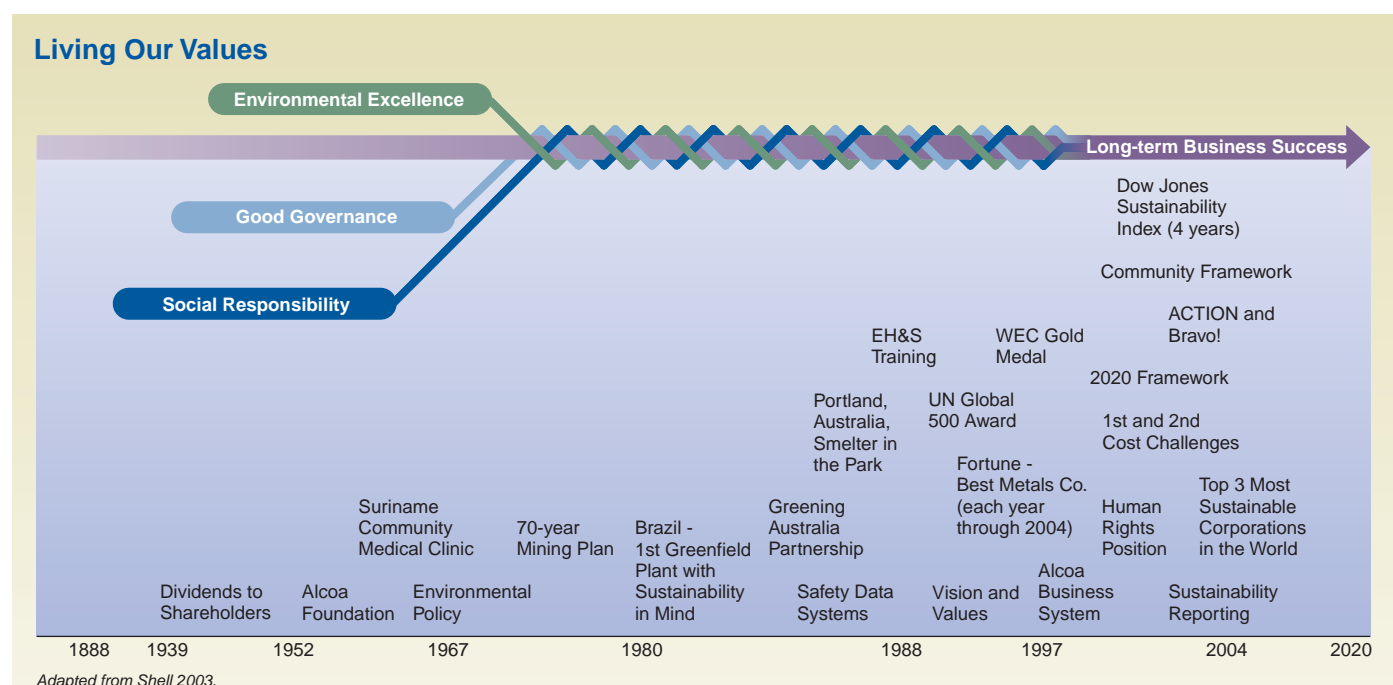 Living Our Values
Environmental Excellence
Long-term Business Success
Good Governance
Social Responsibility
Dow Jones
Sustainability
Index (4 years)
Community Framework
ACTION and
Bravo!
EH&S
Training
WEC Gold
Medal
2020 Framework
Portland,
Australia,
Smelter in
the Park
UN Global
500 Award
1st and 2nd
Cost Challenges
Fortune -
Best Metals Co.
(each year
through 2004)
Top 3 Most
Sustainable
Corporations
in the World
Suriname
Community
Medical Clinic
70-year
Mining Plan
Brazil -
1st Greenfield
Plant with
Sustainability
in Mind
Greening
Australia
Partnership
Human
Rights
Position
Dividends to
Shareholders
Alcoa
Foundation
Environmental
Policy
Safety Data
Systems
Vision and
Values
Alcoa
Business
System
Sustainability
Reporting
1888 1939 1952 1967 1980 1988 1997 2004 2020
Adapted from Shell 2003.